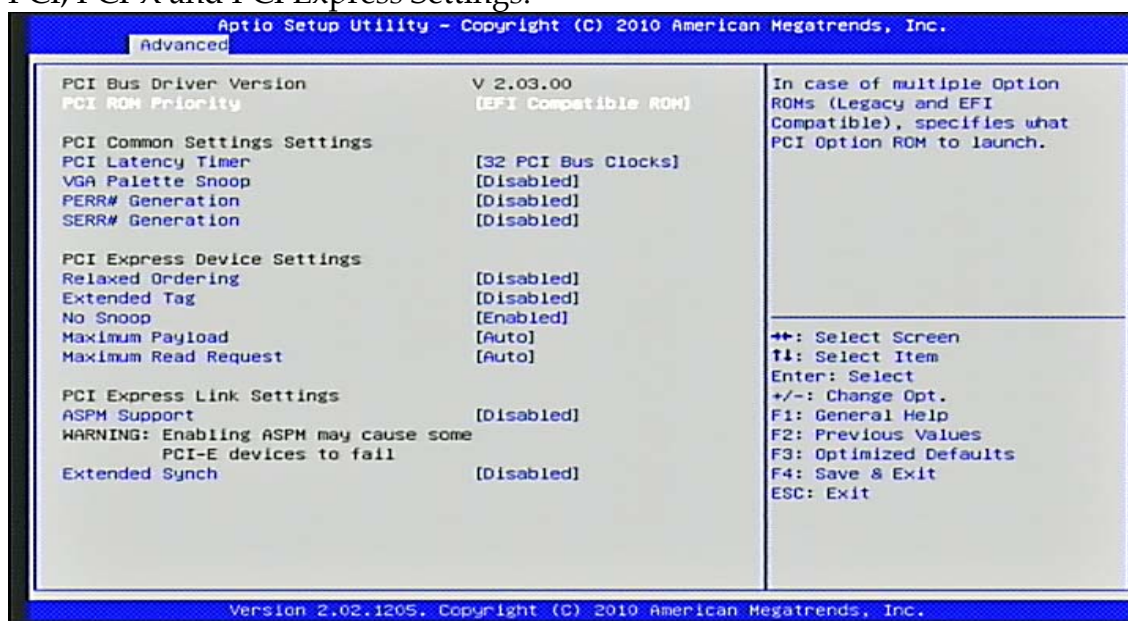 PCI, PCI-X and PCI Express Settings.
Aptio Setup Utility – Copyright (C) 2010 American Megatrends, Inc.
Advanced
PCI Bus Driver Version V 2.03.00
PCI ROM Priority [EFI Compatible ROM]
PCI Common Settings Settings
PCI Latency Timer [32 PCI Bus Clocks]
VGA Palette Snoop [Disabled]
PERR# Generation [Disabled]
SERR# Generation [Disabled]
PCI Express Device Settings
Relaxed Ordering [Disabled]
Extended Tag [Disabled]
No Snoop [Enabled]
Maximum Payload [Auto]
Maximum Read Request [Auto]
PCI Express Link Settings
ASPM Support [Disabled]
WARNING: Enabling ASPM may cause some
PCI-E devices to fail
Extended Synch [Disabled]
In case of multiple Option
ROMs (Legacy and EFI
Compatible), specifies what
PCI Option ROM to launch.
→←: Select Screen
↑↓: Select Item
Enter: Select
+/-: Change Opt.
F1: General Help
F2: Previous Values
F3: Optimized Defaults
F4: Save & Exit
ESC: Exit
Version 2.02.1205. Copyright (C) 2010 American Megatrends, Inc.